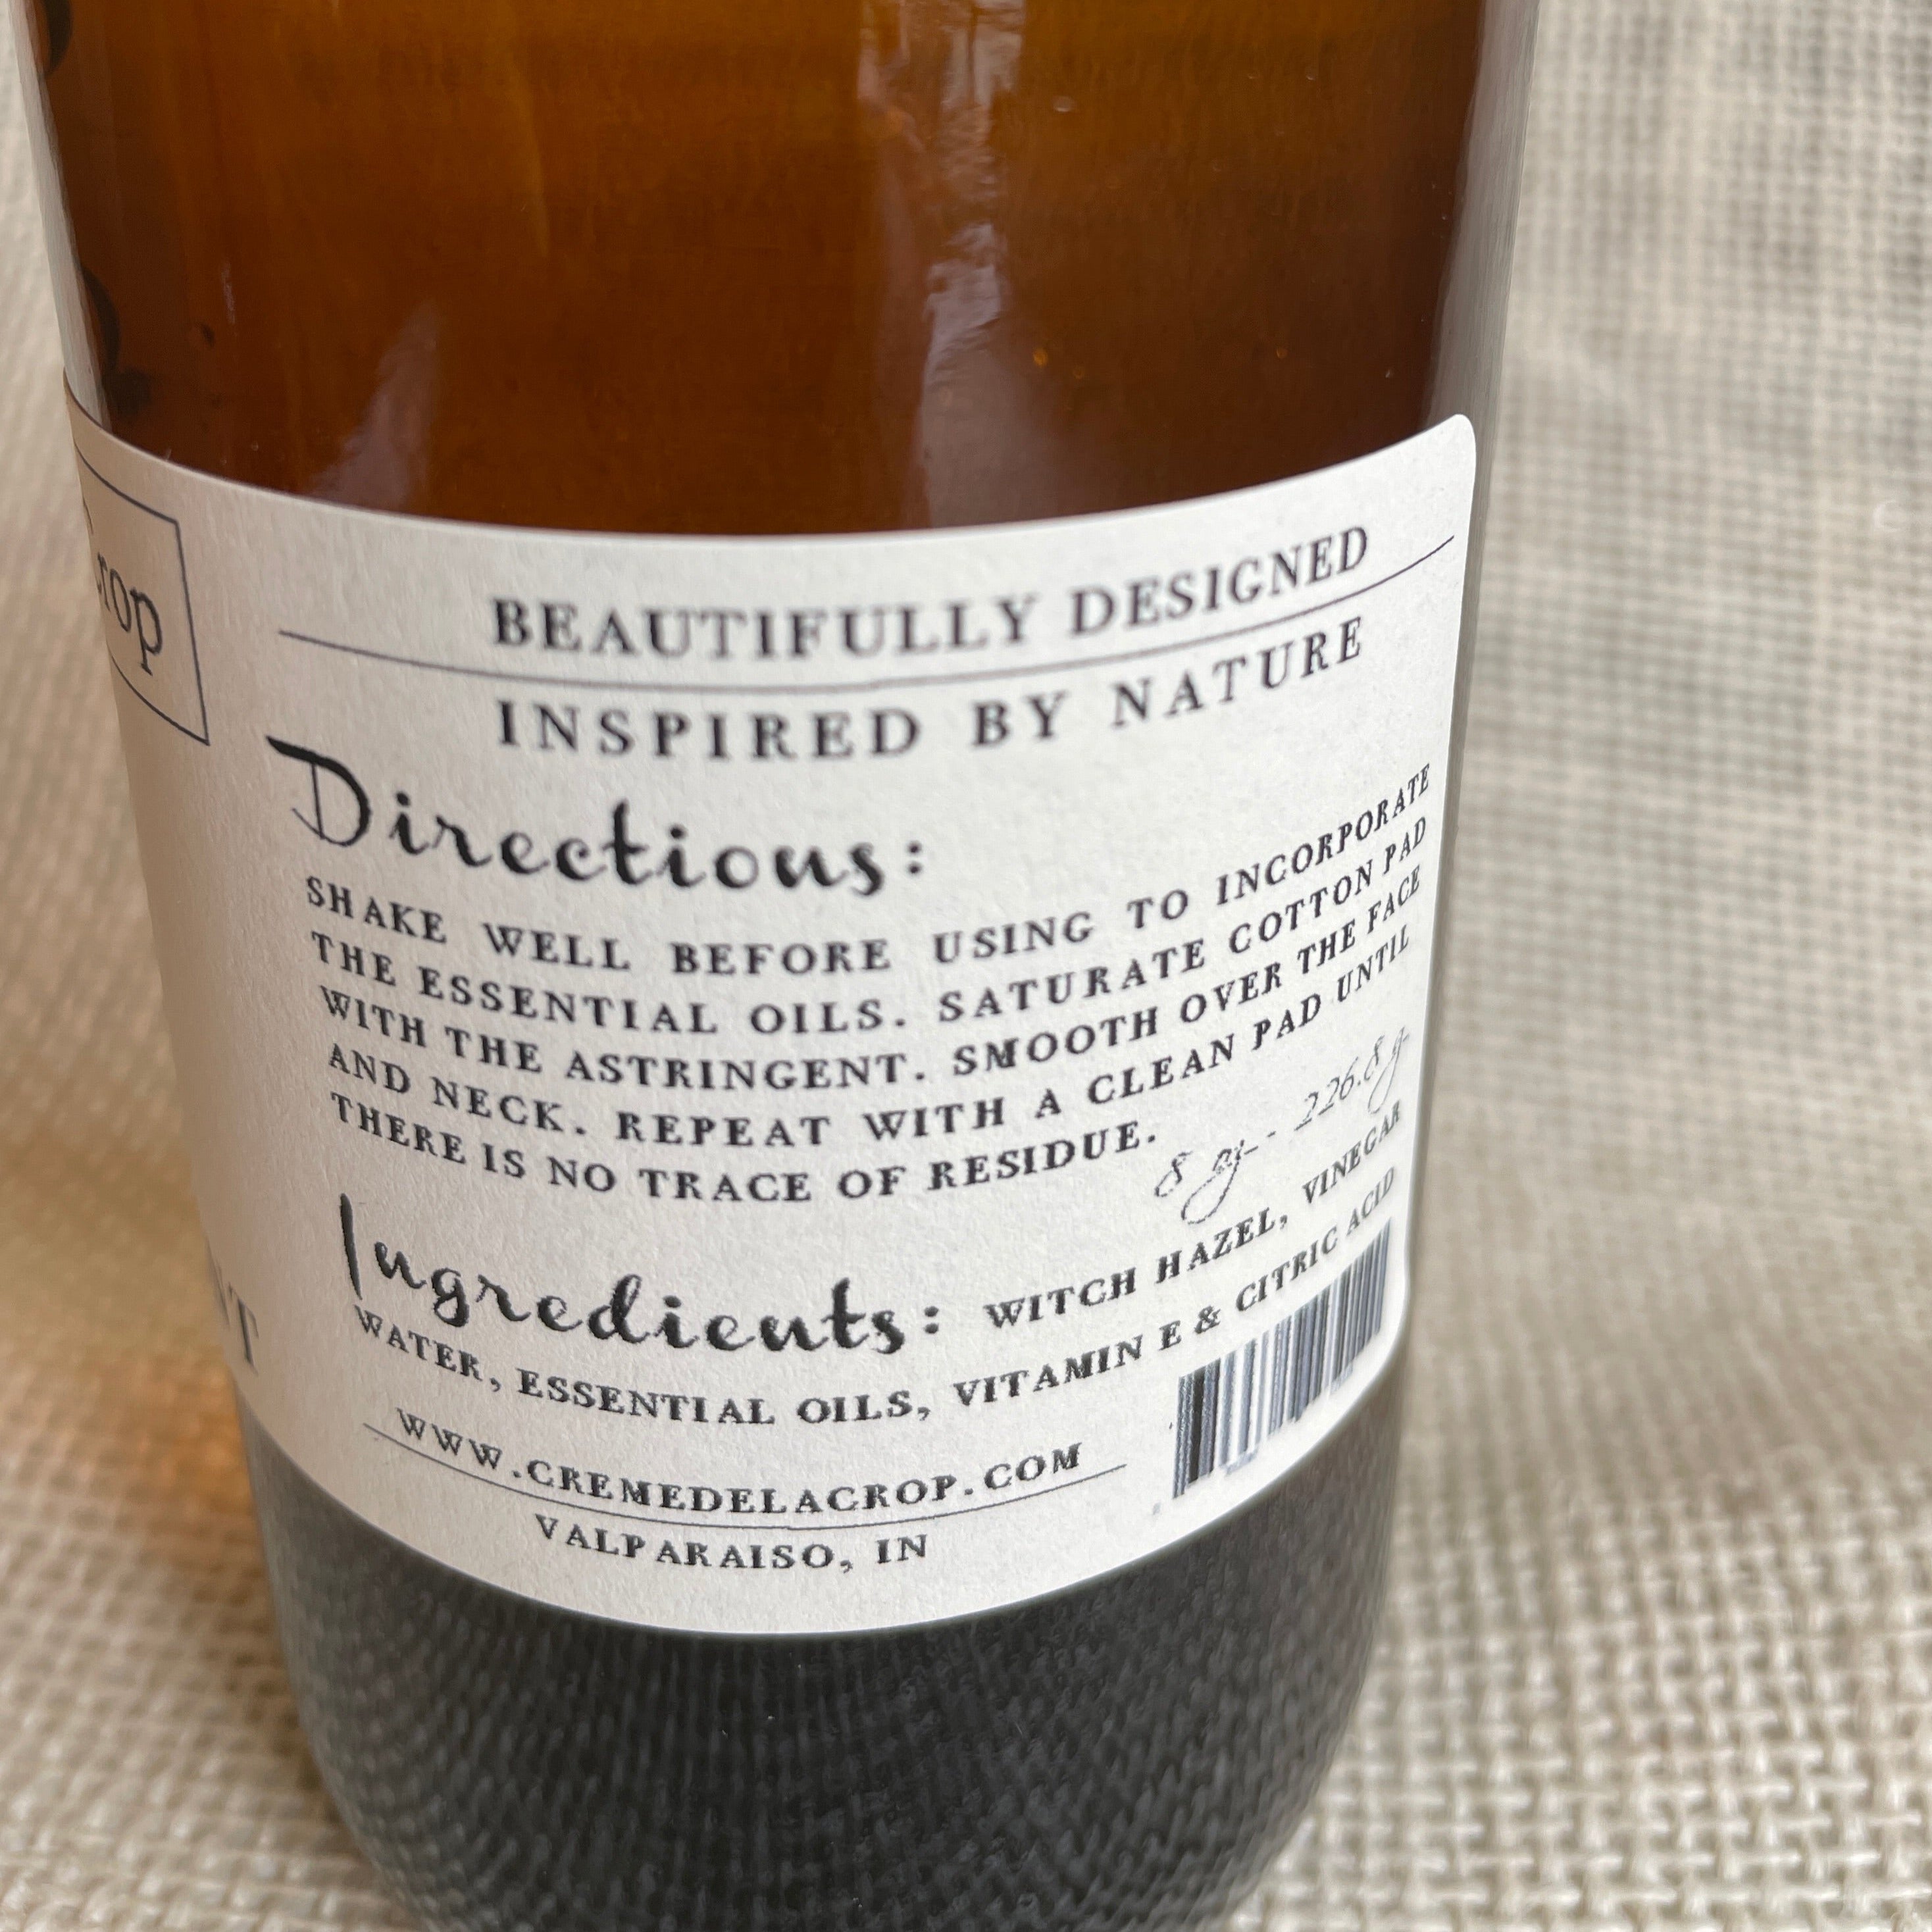 Crop
BEAUTIFULLY DESIGNED
INSPIRED BY NATURE
Directions:
SHAKE WELL BEFORE USING TO INCORPORATE
THE ESSENTIAL OILS. SATURATE COTTON PAD
WITH THE ASTRINGENT. SMOOTH OVER THE FACE
AND NECK. REPEAT WITH A CLEAN PAD UNTIL
THERE IS NO TRACE OF RESIDUE.
8 oz. - 226.8 g.
Ingredients: WITCH HAZEL, VINEGAR
WATER, ESSENTIAL OILS, VITAMIN E & CITRIC ACID
WWW.CREMEDELACROP.COM
VALPARAISO, IN